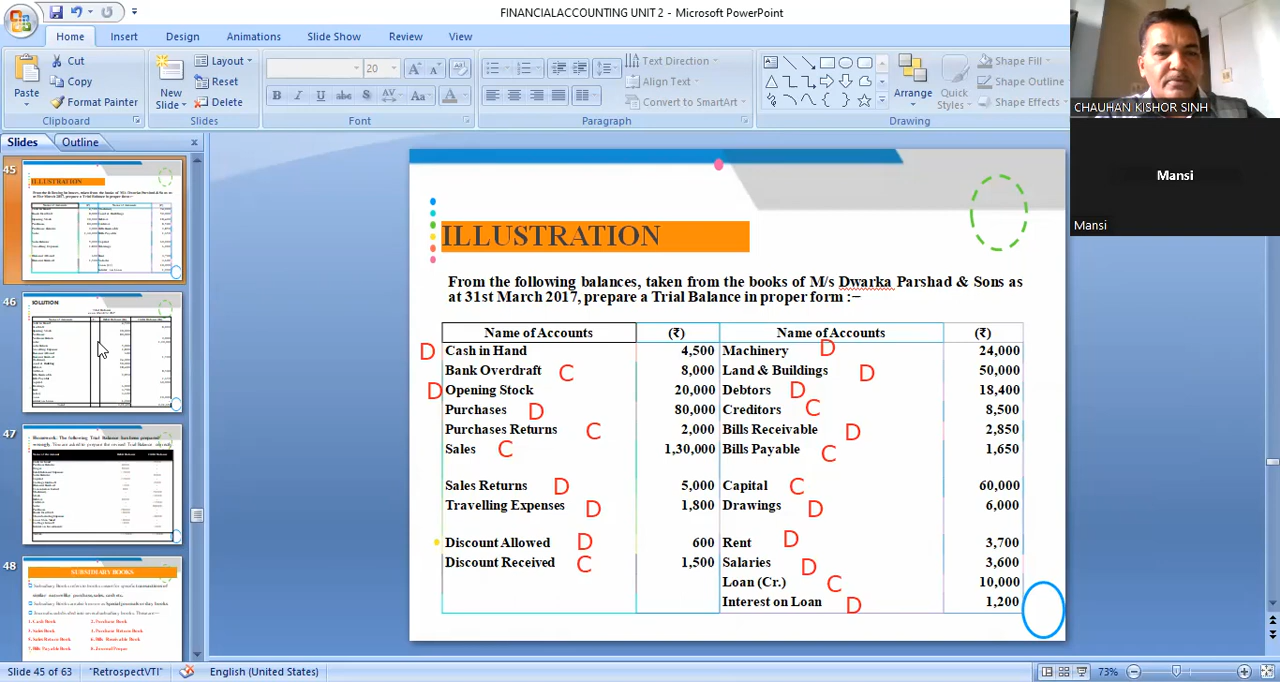 FINANCIALACCOUNTING UNIT 2 - Microsoft PowerPoint
Home Insert Design Animations Slide Show Review View
Paste
Cut
Copy
Format Painter
Clipboard
New Slide
Layout
Reset
Delete
Slides
20
Font
Text Direction
Align Text
Convert to SmartArt
Paragraph
Arrange
Quick Styles
Shape Fill
Shape Outline
Shape Effects
Drawing
CHAUHAN KISHOR SINH
Mansi
Mansi
Slides Outline
45
ILLUSTRATION
46
SOLUTION
47
48
SUBSIDIARY BOOKS
ILLUSTRATION
From the following balances, taken from the books of M/s Dwarka Parshad & Sons as
at 31st March 2017, prepare a Trial Balance in proper form :–
Name of Accounts (₹) Name of Accounts (₹)
D Cash in Hand 4,500 Machinery D 24,000
Bank Overdraft C 8,000 Land & Buildings D 50,000
D Opening Stock 20,000 Debtors D 18,400
Purchases D 80,000 Creditors C 8,500
Purchases Returns C 2,000 Bills Receivable D 2,850
Sales C 1,30,000 Bills Payable C 1,650
Sales Returns D 5,000 Capital C 60,000
Travelling Expenses D 1,800 Drawings D 6,000
Discount Allowed D 600 Rent D 3,700
Discount Received C 1,500 Salaries D 3,600
Loan (Cr.) C 10,000
Interest on Loan D 1,200
Slide 45 of 63 "RetrospectVTI" English (United States) 73%